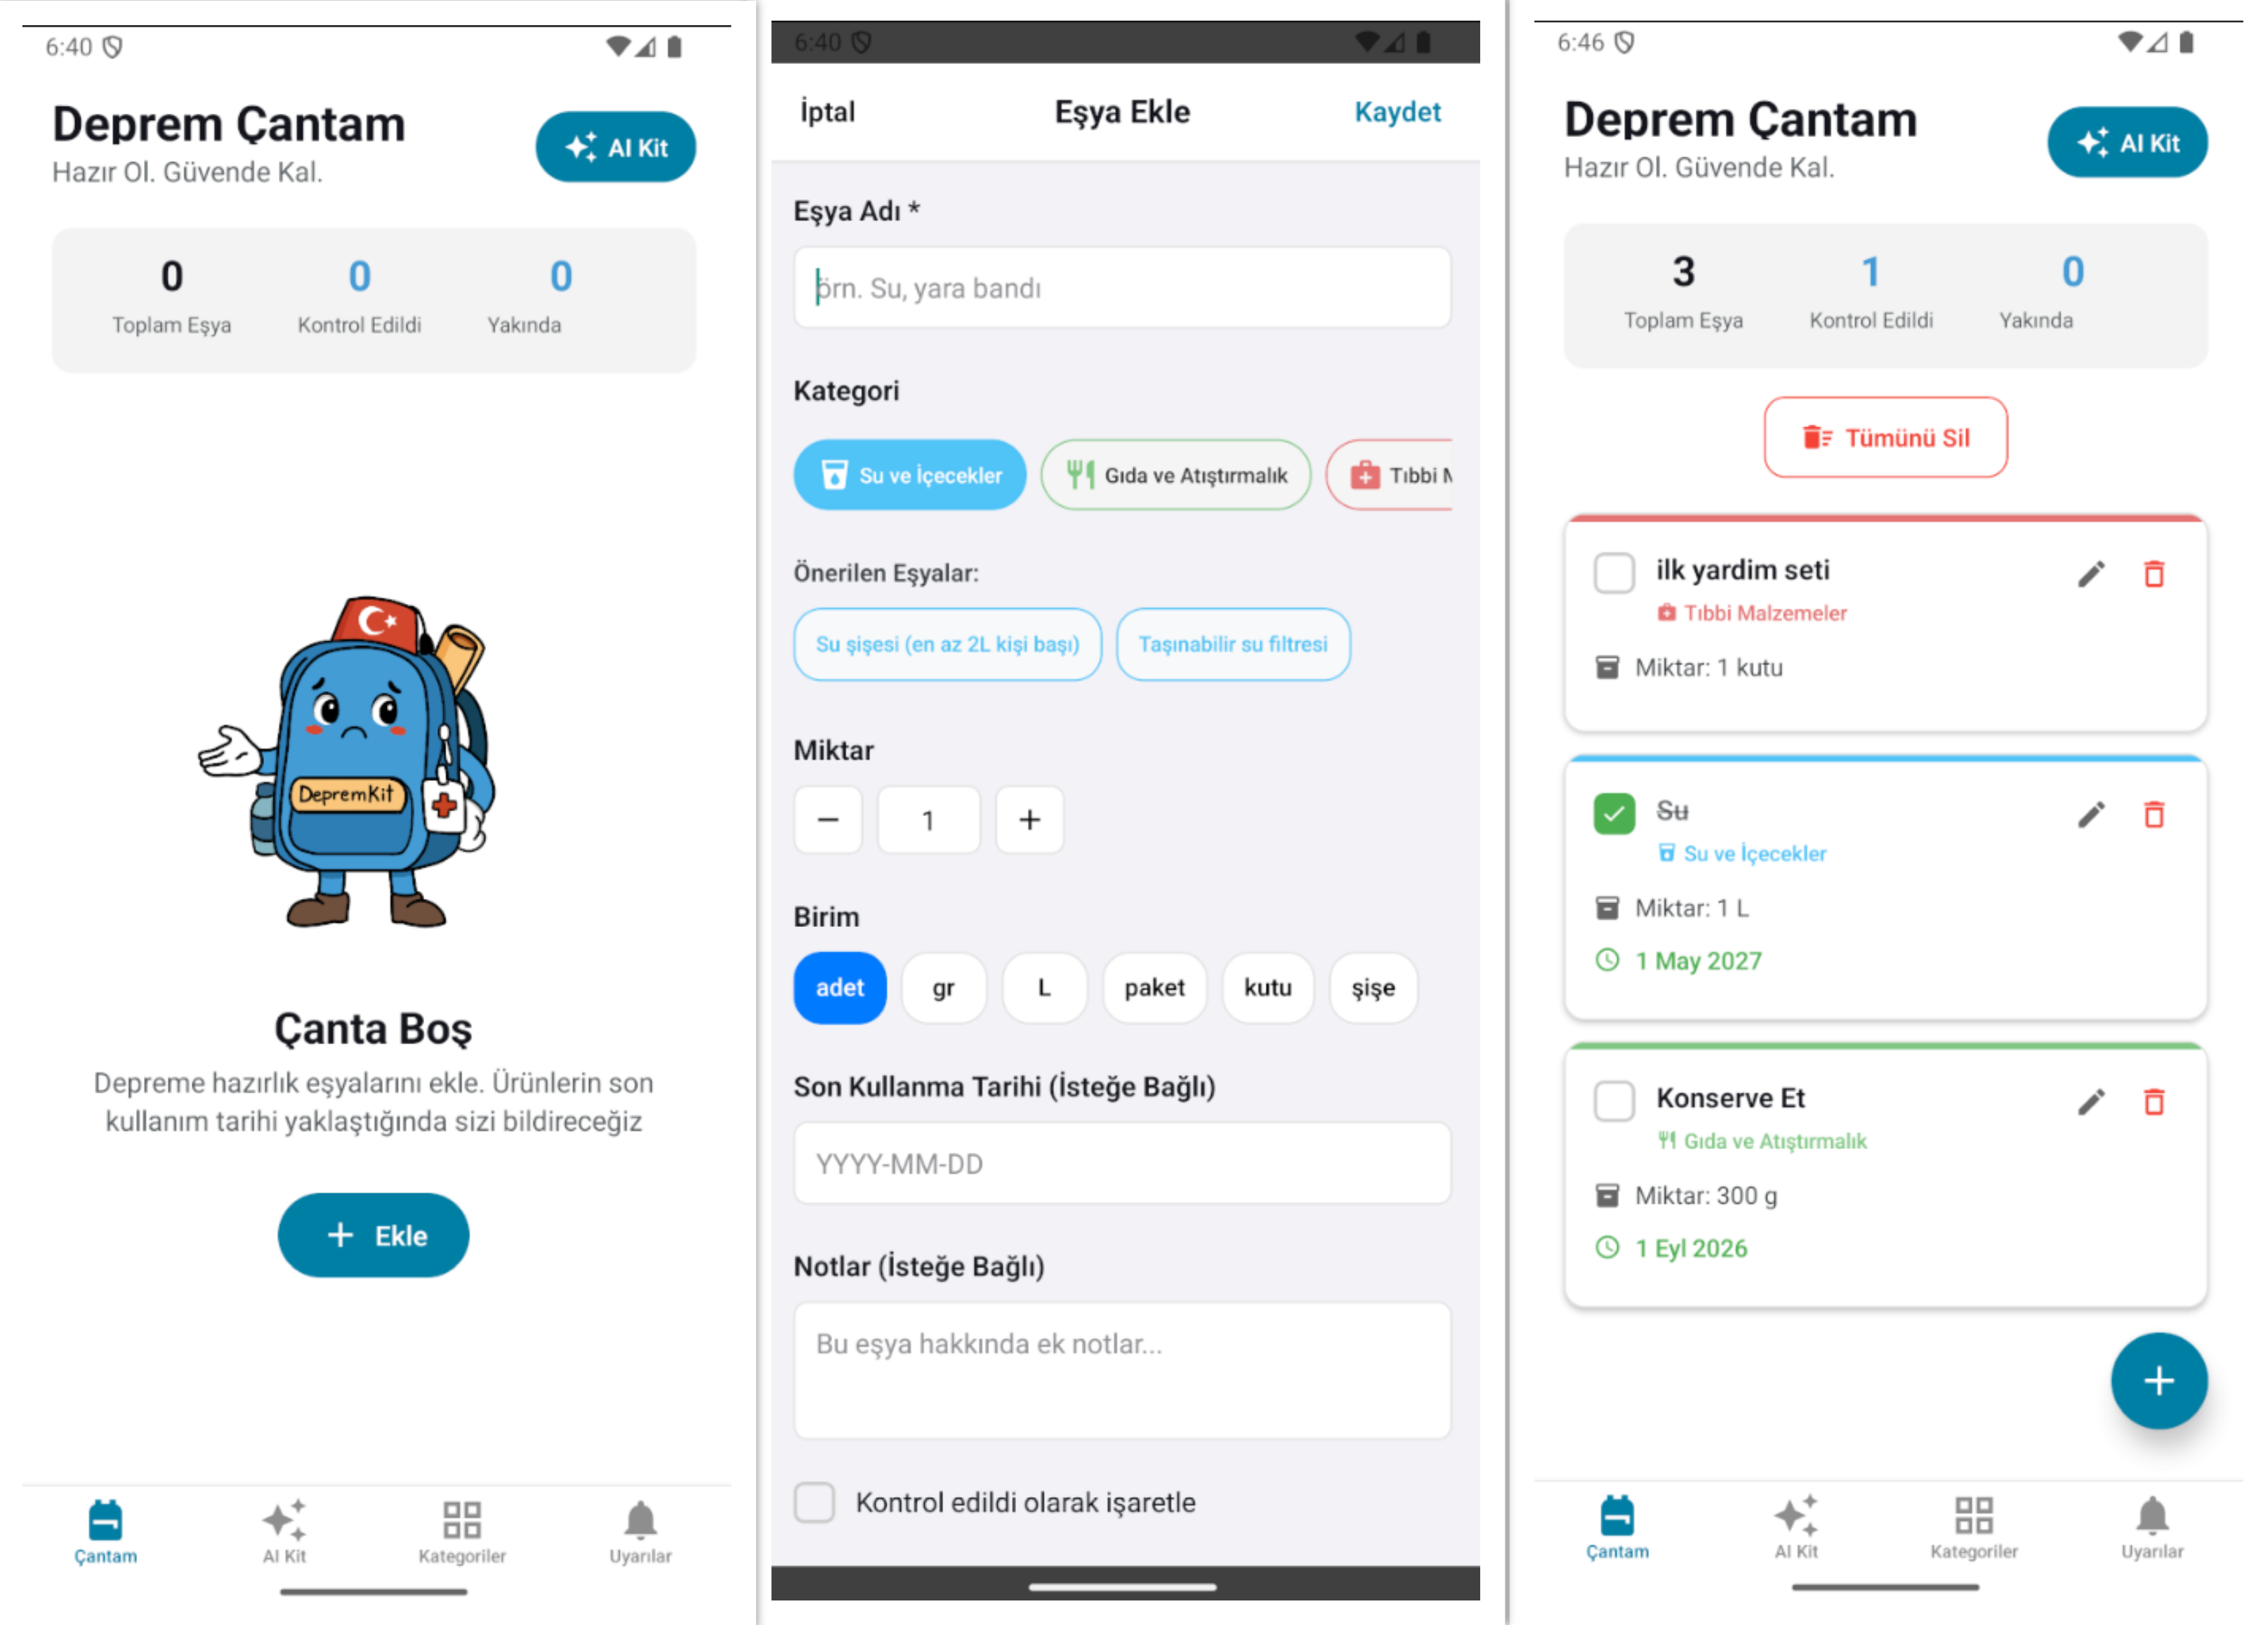 6:40
Deprem Çantam
Hazır Ol. Güvende Kal.
AI Kit
0
0
0
Toplam Eşya
Kontrol Edildi
Yakında
DepremKit
Çanta Boş
Depreme hazırlık eşyalarını ekle. Ürünlerin son
kullanım tarihi yaklaştığında sizi bildireceğiz
+ Ekle
Çantam
AI Kit
Kategoriler
Uyarılar
6:40
İptal
Eşya Ekle
Kaydet
Eşya Adı *
örn. Su, yara bandı
Kategori
Su ve İçecekler
Gıda ve Atıştırmalık
Tıbbi
Önerilen Eşyalar:
Su şişesi (en az 2L kişi başı)
Taşınabilir su filtresi
Miktar
− 1 +
Birim
adet
gr
L
paket
kutu
şişe
Son Kullanma Tarihi (İsteğe Bağlı)
YYYY-MM-DD
Notlar (İsteğe Bağlı)
Bu eşya hakkında ek notlar...
Kontrol edildi olarak işaretle
6:46
Deprem Çantam
Hazır Ol. Güvende Kal.
AI Kit
3
1
0
Toplam Eşya
Kontrol Edildi
Yakında
Tümünü Sil
ilk yardim seti
Tıbbi Malzemeler
Miktar: 1 kutu
Su
Su ve İçecekler
Miktar: 1 L
1 May 2027
Konserve Et
Gıda ve Atıştırmalık
Miktar: 300 g
1 Eyl 2026
+
Çantam
AI Kit
Kategoriler
Uyarılar